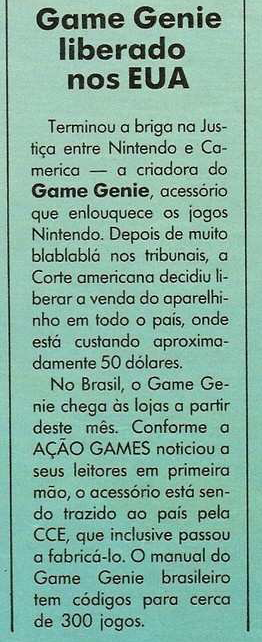 Game Genie
liberado
nos EUA
Terminou a briga na Jus-
tiça entre Nintendo e Ca-
merica — a criadora do
Game Genie, acessório
que enlouquece os jogos
Nintendo. Depois de muito
blablablá nos tribunais, a
Corte americana decidiu li-
berar a venda do aparelhi-
nho em todo o país, onde
está custando aproxima-
damente 50 dólares.
No Brasil, o Game Ge-
nie chega às lojas a partir
deste mês. Conforme a
AÇÃO GAMES noticiou a
seus leitores em primeira
mão, o acessório está sen-
do trazido ao país pela
CCE, que inclusive passou
a fabricá-lo. O manual do
Game Genie brasileiro
tem códigos para cerca
de 300 jogos.